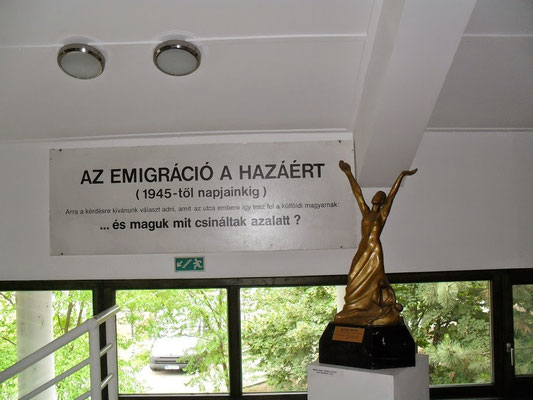 AZ EMIGRÁCIÓ A HAZÁÉRT
(1945-től napjainkig)
Arra a kérdésre kívánunk választ adni, amit az utca embere így tesz fel a külföldi magyarnak:
... és maguk mit csináltak azalatt ?